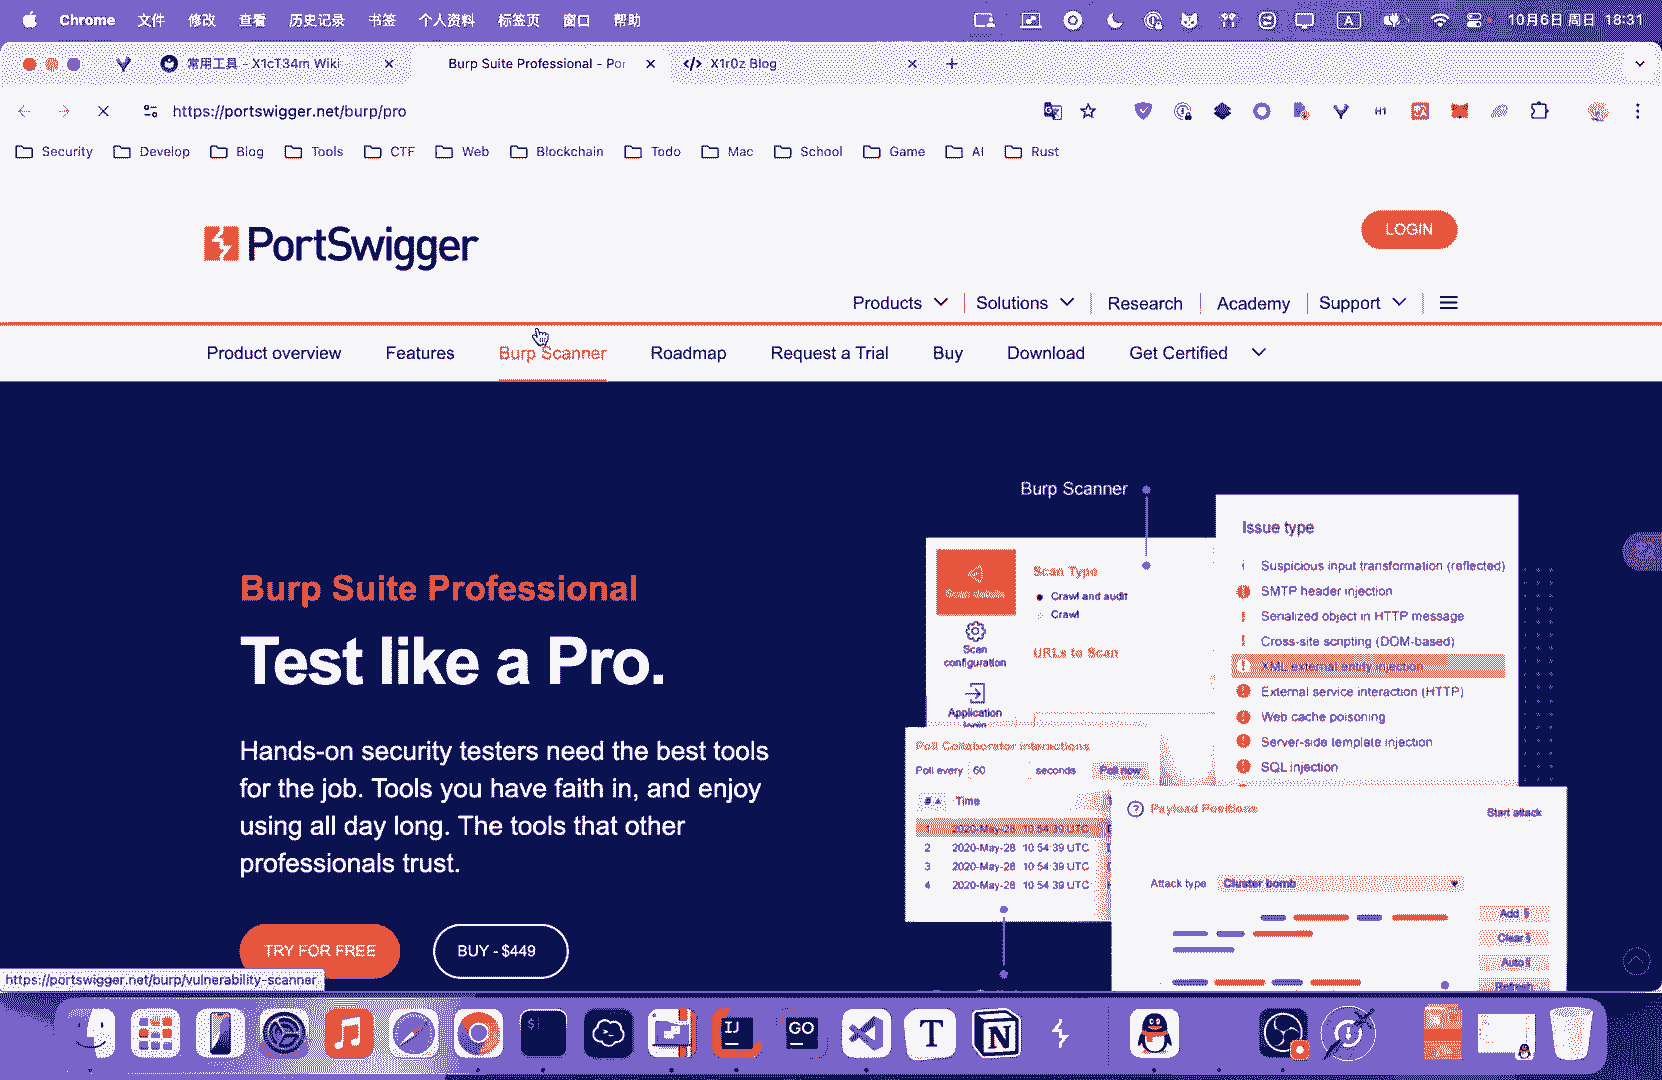 Chrome 文件 修改 查看 历史记录 书签 个人资料 标签页 窗口 帮助 A 10月6日 周日 18:31
常用工具 - X1cT34m Wiki Burp Suite Professional - Por X1r0z Blog
https://portswigger.net/burp/pro H1
Security Develop Blog Tools CTF Web Blockchain Todo Mac School Game AI Rust
LOGIN
PortSwigger
Products Solutions Research Academy Support
Product overview Features Burp Scanner Roadmap Request a Trial Buy Download Get Certified
Burp Scanner
Burp Suite Professional
Test like a Pro.
Hands-on security testers need the best tools
for the job. Tools you have faith in, and enjoy
using all day long. The tools that other
professionals trust.
TRY FOR FREE BUY - $449
Scan details
Scan
configuration
Application
login
Scan Type
Crawl and audit
Crawl
URLs to Scan
Issue type
Suspicious input transformation (reflected)
SMTP header injection
Serialized object in HTTP message
Cross-site scripting (DOM-based)
XML external entity injection
External service interaction (HTTP)
Web cache poisoning
Server-side template injection
SQL injection
Poll Collaborator interactions
Poll every 60 seconds Poll now
# Time
1 2020-May-28 10:54:39 UTC
2 2020-May-28 10:54:39 UTC
3 2020-May-28 10:54:39 UTC
4 2020-May-28 10:54:39 UTC
Payload Positions
Start attack
Attack type Cluster bomb
Add §
Clear §
Auto §
Refresh
https://portswigger.net/burp/vulnerability-scanner
$ IJ GO T N